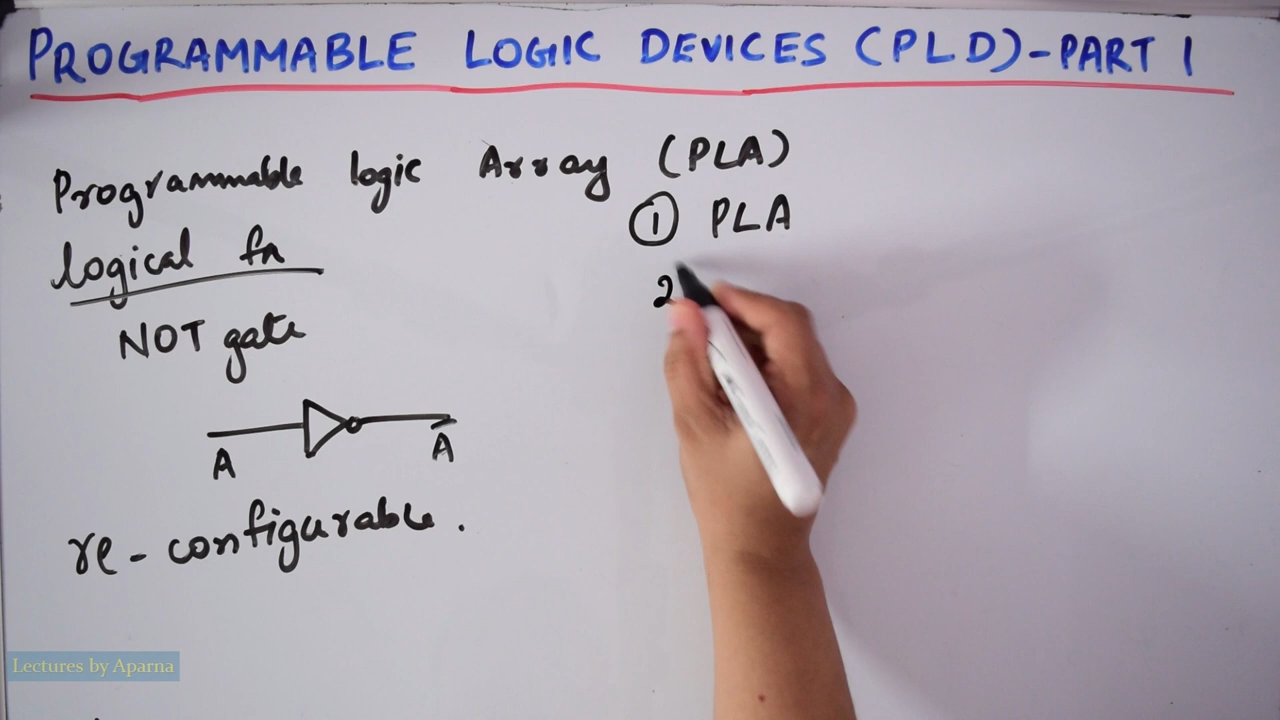 PROGRAMMABLE LOGIC DEVICES (PLD)-PART 1
Programmable logic Array (PLA)
① PLA
logical fn
2
NOT gate
A A̅
re-configurable.
Lectures by Aparna